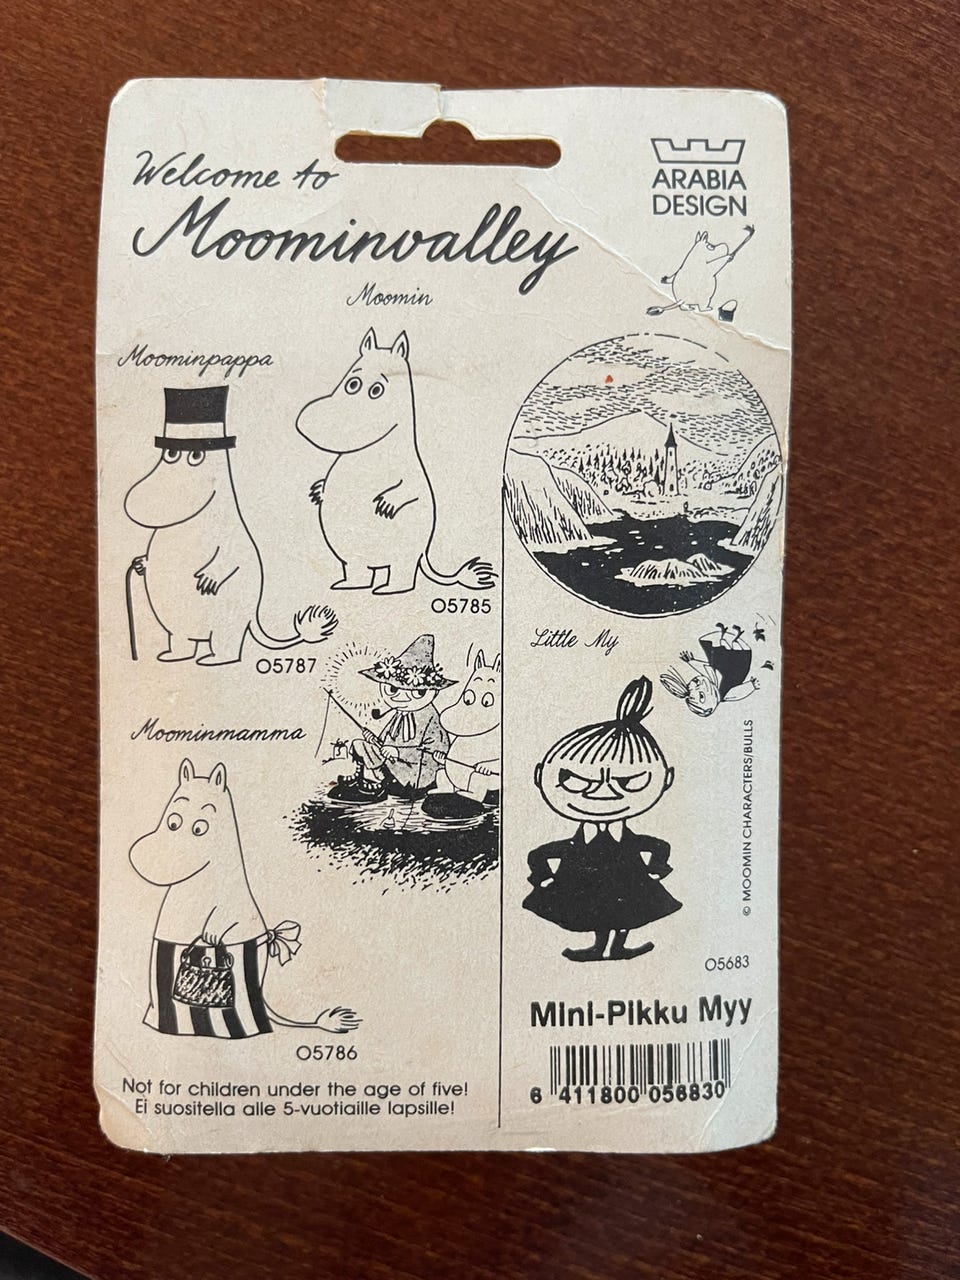 Welcome to
Moominvalley
ARABIA
DESIGN
Moomin
Moominpappa
O5785
O5787
Moominmamma
O5786
Not for children under the age of five!
Ei suositella alle 5-vuotiaille lapsille!
Little My
© MOOMIN CHARACTERS/BULLS
O5683
Mini-Pikku Myy
6 411800 056830